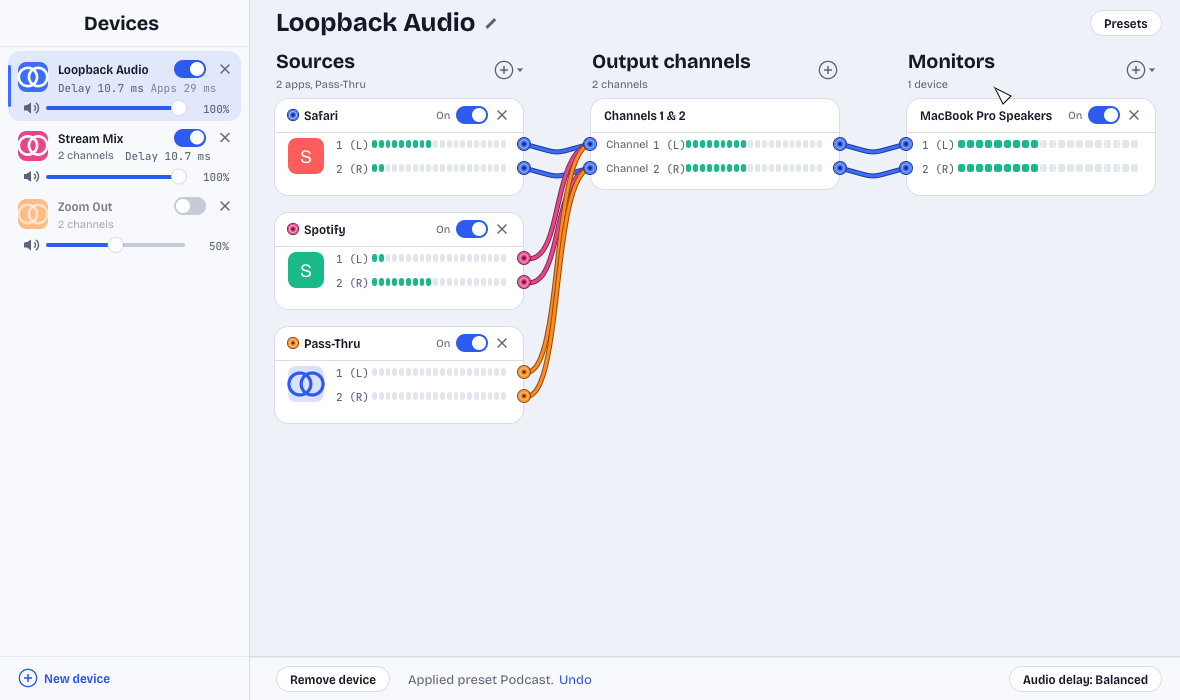 Devices
Loopback Audio
Delay 10.7 ms Apps 29 ms
100%
Stream Mix
2 channels Delay 10.7 ms
100%
Zoom Out
2 channels
50%
New device
Loopback Audio
Presets
Sources
2 apps, Pass-Thru
Safari On
S
1 (L)
2 (R)
Spotify On
S
1 (L)
2 (R)
Pass-Thru On
1 (L)
2 (R)
Output channels
2 channels
Channels 1 & 2
Channel 1 (L)
Channel 2 (R)
Monitors
1 device
MacBook Pro Speakers On
1 (L)
2 (R)
Remove device
Applied preset Podcast. Undo
Audio delay: Balanced